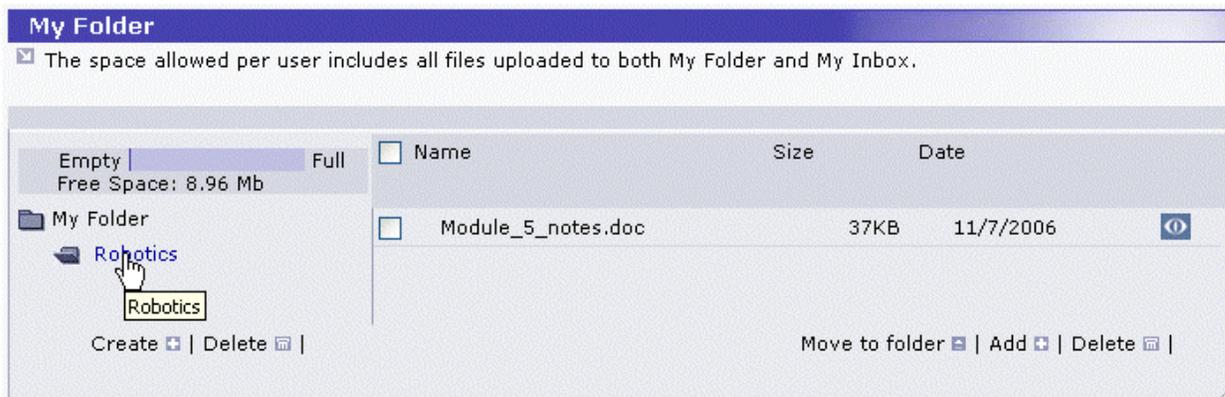 My Folder
The space allowed per user includes all files uploaded to both My Folder and My Inbox.
Empty Full
Free Space: 8.96 Mb
My Folder
Robotics
Robotics
Create | Delete |
Name Size Date
Module_5_notes.doc 37KB 11/7/2006
Move to folder | Add | Delete |